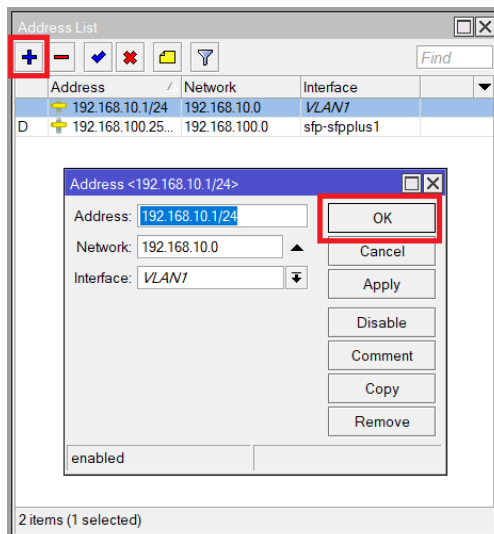 Address List
Find
Address Network Interface
192.168.10.1/24 192.168.10.0 VLAN1
D 192.168.100.25... 192.168.100.0 sfp-sfpplus1
Address <192.168.10.1/24>
Address: 192.168.10.1/24 OK
Network: 192.168.10.0 Cancel
Interface: VLAN1 Apply
Disable
Comment
Copy
Remove
enabled
2 items (1 selected)